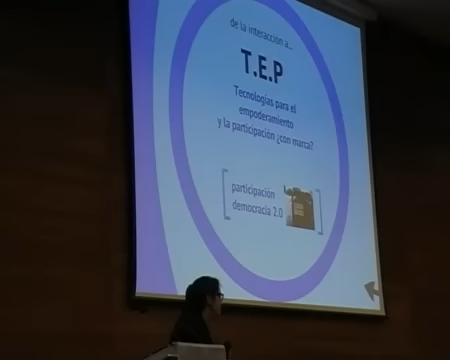 de la interacción a...
T.E.P
Tecnologías para el
empoderamiento
y la participación ¿con marca?
participación
democracia 2.0